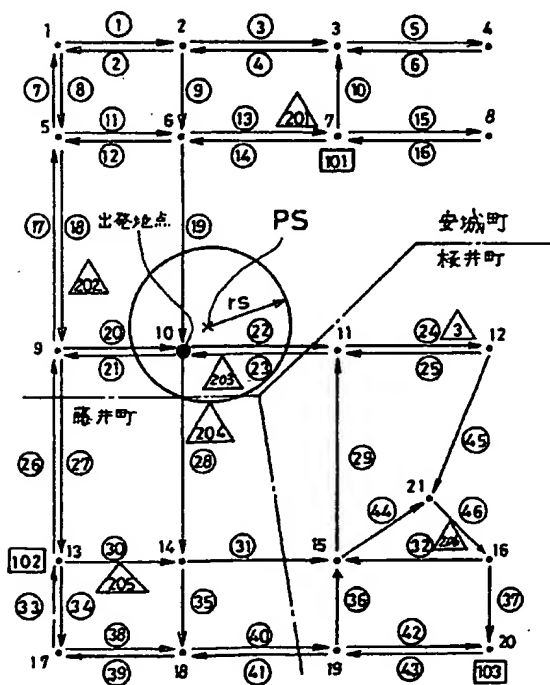 1 ① 2 ③ 3 ⑤ 4
② ④ ⑥
⑦ ⑧ ⑨ ⑩
5 ⑪ 6 ⑬ 201 7 ⑮ 8
⑫ ⑭ 101 ⑯
⑰ ⑱ 出発地点 ⑲ PS 安城町
桜井町
202 rs
9 ⑳ 10 ㉒ 11 ㉔ 3 12
㉑ 203 ㉓ ㉕
藤井町 204
㉖ ㉗ ㉘ ㉙ 21 ㊺
㊹ ㊻
102 13 ㉚ 14 ㉛ 15 ㉜ 16
205
㉝ ㉞ ㉟ ㊱ ㊲
17 ㊳ 18 ㊵ 19 ㊷ 20
㊴ ㊶ ㊸ 103